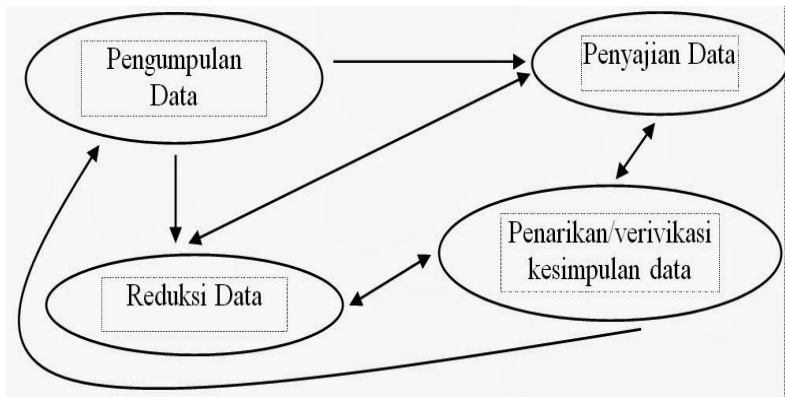 Pengumpulan
Data
Penyajian Data
Reduksi Data
Penarikan/verivikasi
kesimpulan data